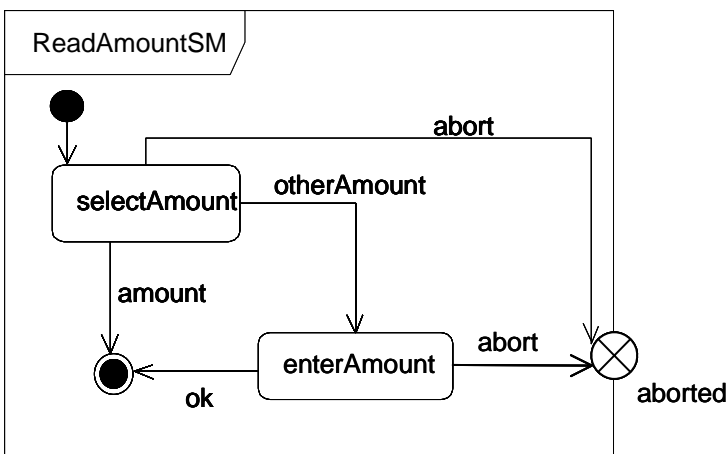 ReadAmountSM
abort
selectAmount
otherAmount
amount
enterAmount
abort
ok
aborted